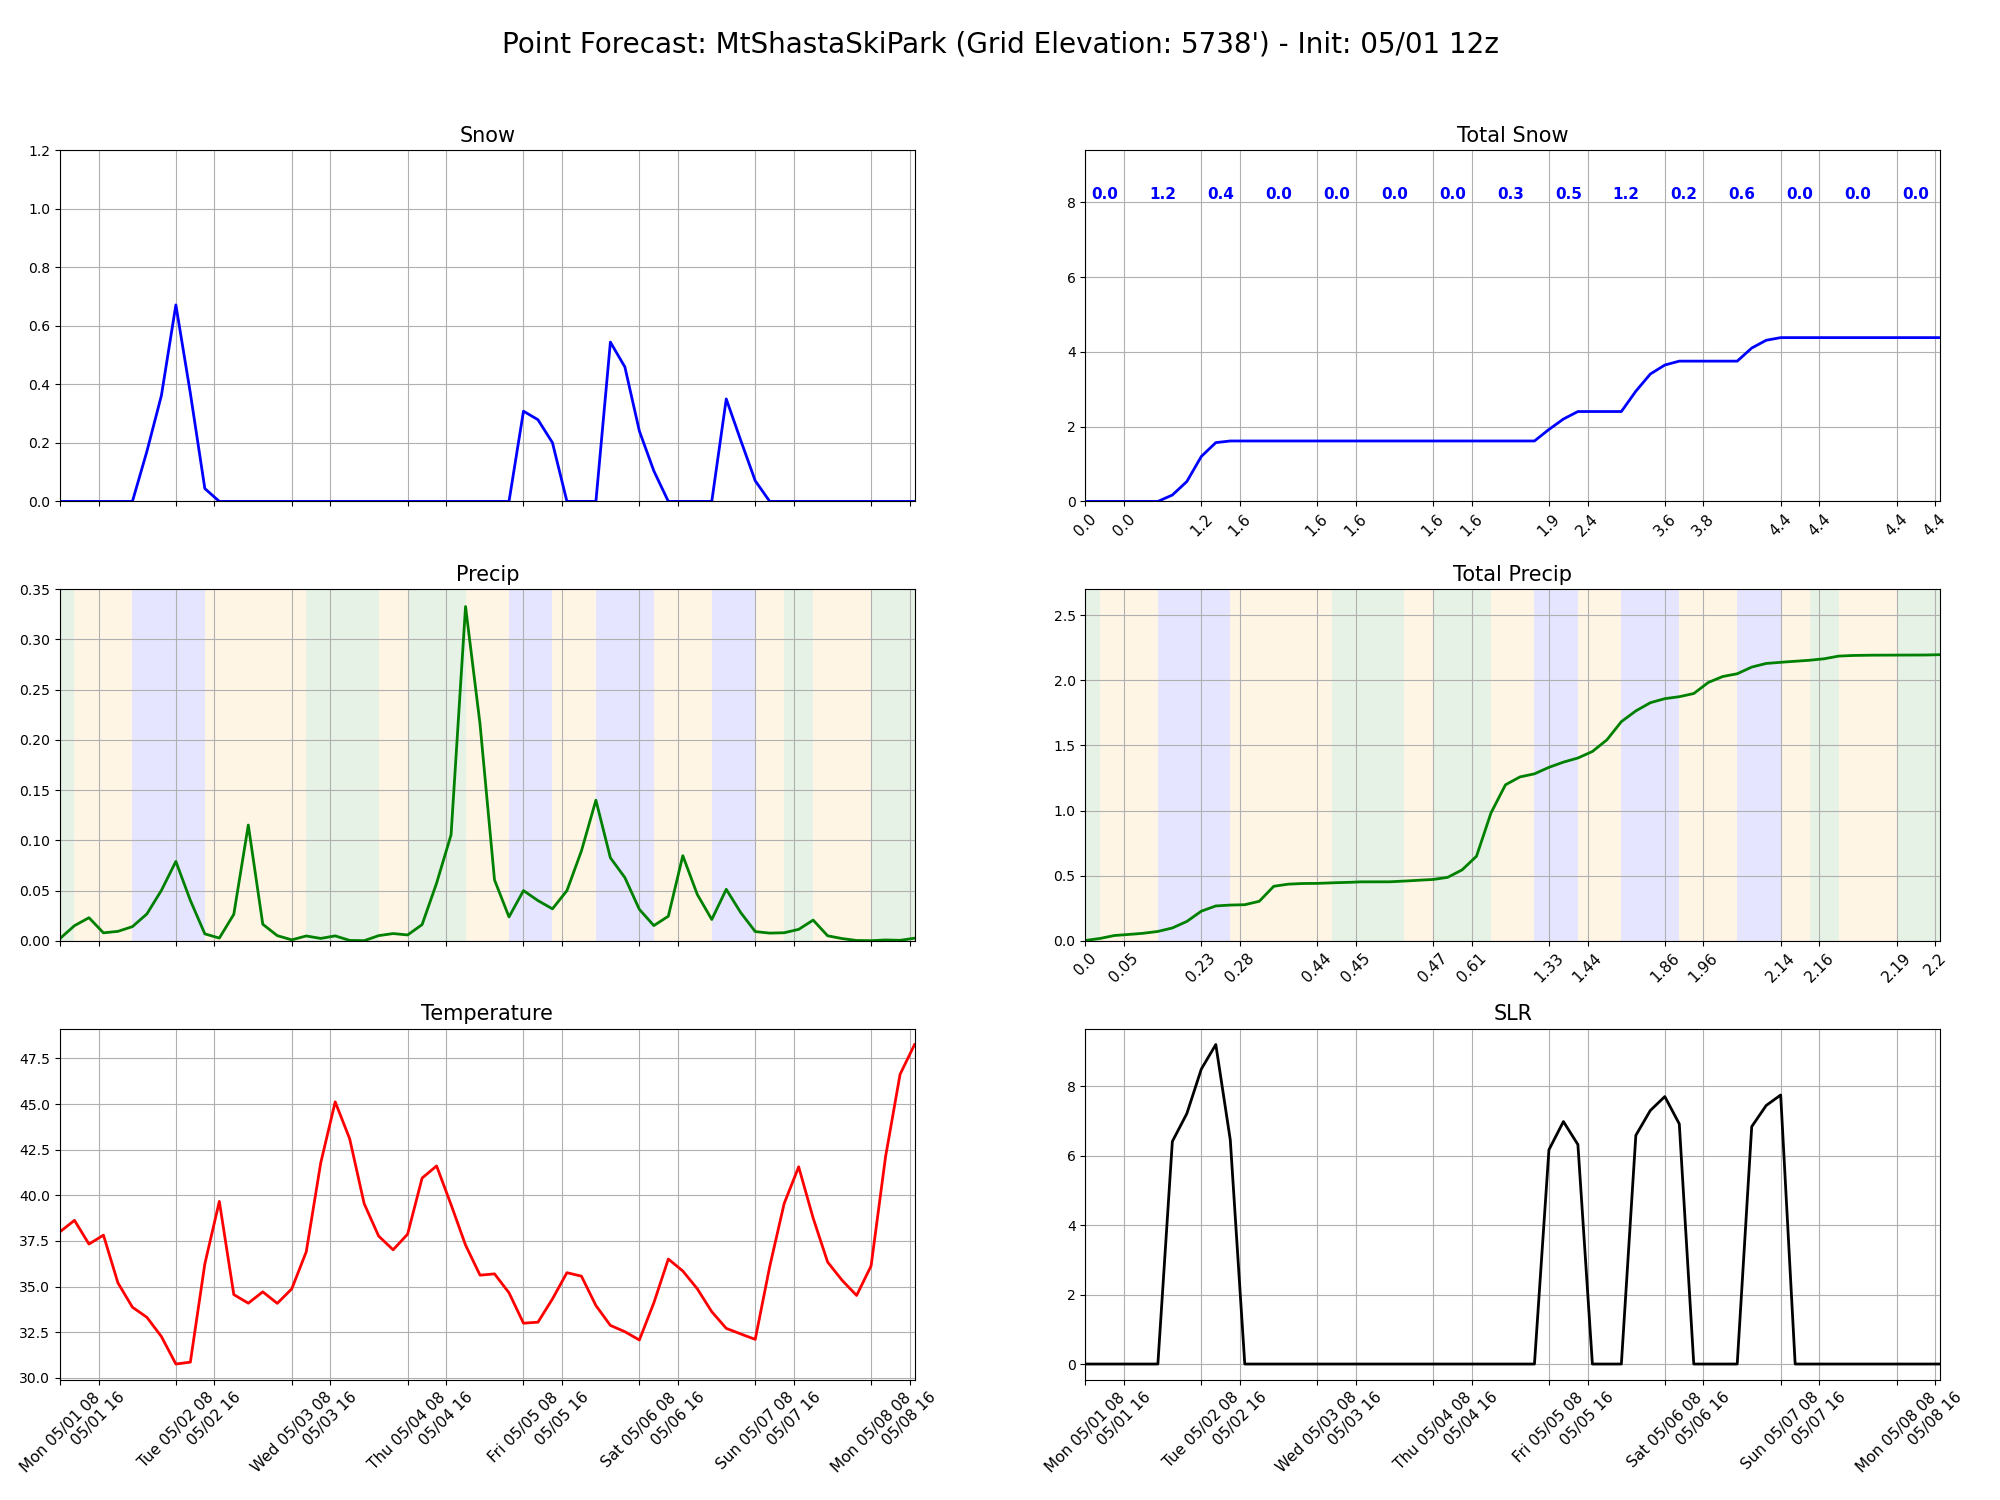 Point Forecast: MtShastaSkiPark (Grid Elevation: 5738') - Init: 05/01 12z
Snow
1.2
1.0
0.8
0.6
0.4
0.2
0.0
Total Snow
0.0 1.2 0.4 0.0 0.0 0.0 0.0 0.3 0.5 1.2 0.2 0.6 0.0 0.0 0.0
8
6
4
2
0
0.0 0.0 1.2 1.6 1.6 1.6 1.6 1.6 1.9 2.4 3.6 3.8 4.4 4.4 4.4 4.4
Precip
0.35
0.30
0.25
0.20
0.15
0.10
0.05
0.00
Total Precip
2.5
2.0
1.5
1.0
0.5
0.0
0.0 0.05 0.23 0.28 0.44 0.45 0.47 0.61 1.33 1.44 1.86 1.96 2.14 2.16 2.19 2.2
Temperature
47.5
45.0
42.5
40.0
37.5
35.0
32.5
30.0
Mon 05/01 08
05/01 16
Tue 05/02 08
05/02 16
Wed 05/03 08
05/03 16
Thu 05/04 08
05/04 16
Fri 05/05 08
05/05 16
Sat 05/06 08
05/06 16
Sun 05/07 08
05/07 16
Mon 05/08 08
05/08 16
SLR
8
6
4
2
0
Mon 05/01 08
05/01 16
Tue 05/02 08
05/02 16
Wed 05/03 08
05/03 16
Thu 05/04 08
05/04 16
Fri 05/05 08
05/05 16
Sat 05/06 08
05/06 16
Sun 05/07 08
05/07 16
Mon 05/08 08
05/08 16